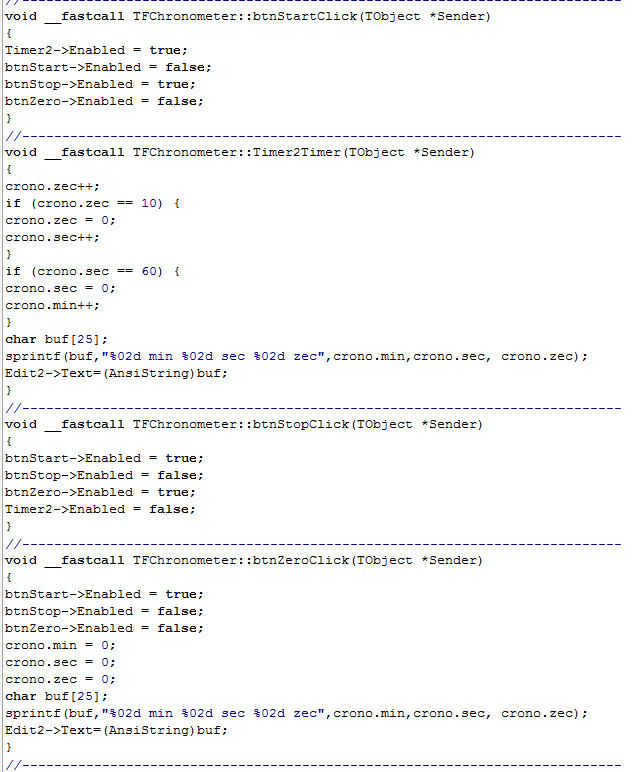 //---------------------------------------------------------------------------
void __fastcall TFChronometer::btnStartClick(TObject *Sender)
{
Timer2->Enabled = true;
btnStart->Enabled = false;
btnStop->Enabled = true;
btnZero->Enabled = false;
}
//---------------------------------------------------------------------------
void __fastcall TFChronometer::Timer2Timer(TObject *Sender)
{
crono.zec++;
if (crono.zec == 10) {
crono.zec = 0;
crono.sec++;
}
if (crono.sec == 60) {
crono.sec = 0;
crono.min++;
}
char buf[25];
sprintf(buf,"%02d min %02d sec %02d zec",crono.min,crono.sec, crono.zec);
Edit2->Text=(AnsiString)buf;
}
//---------------------------------------------------------------------------
void __fastcall TFChronometer::btnStopClick(TObject *Sender)
{
btnStart->Enabled = true;
btnStop->Enabled = false;
btnZero->Enabled = true;
Timer2->Enabled = false;
}
//---------------------------------------------------------------------------
void __fastcall TFChronometer::btnZeroClick(TObject *Sender)
{
btnStart->Enabled = true;
btnStop->Enabled = false;
btnZero->Enabled = false;
crono.min = 0;
crono.sec = 0;
crono.zec = 0;
char buf[25];
sprintf(buf,"%02d min %02d sec %02d zec",crono.min,crono.sec, crono.zec);
Edit2->Text=(AnsiString)buf;
}
//---------------------------------------------------------------------------